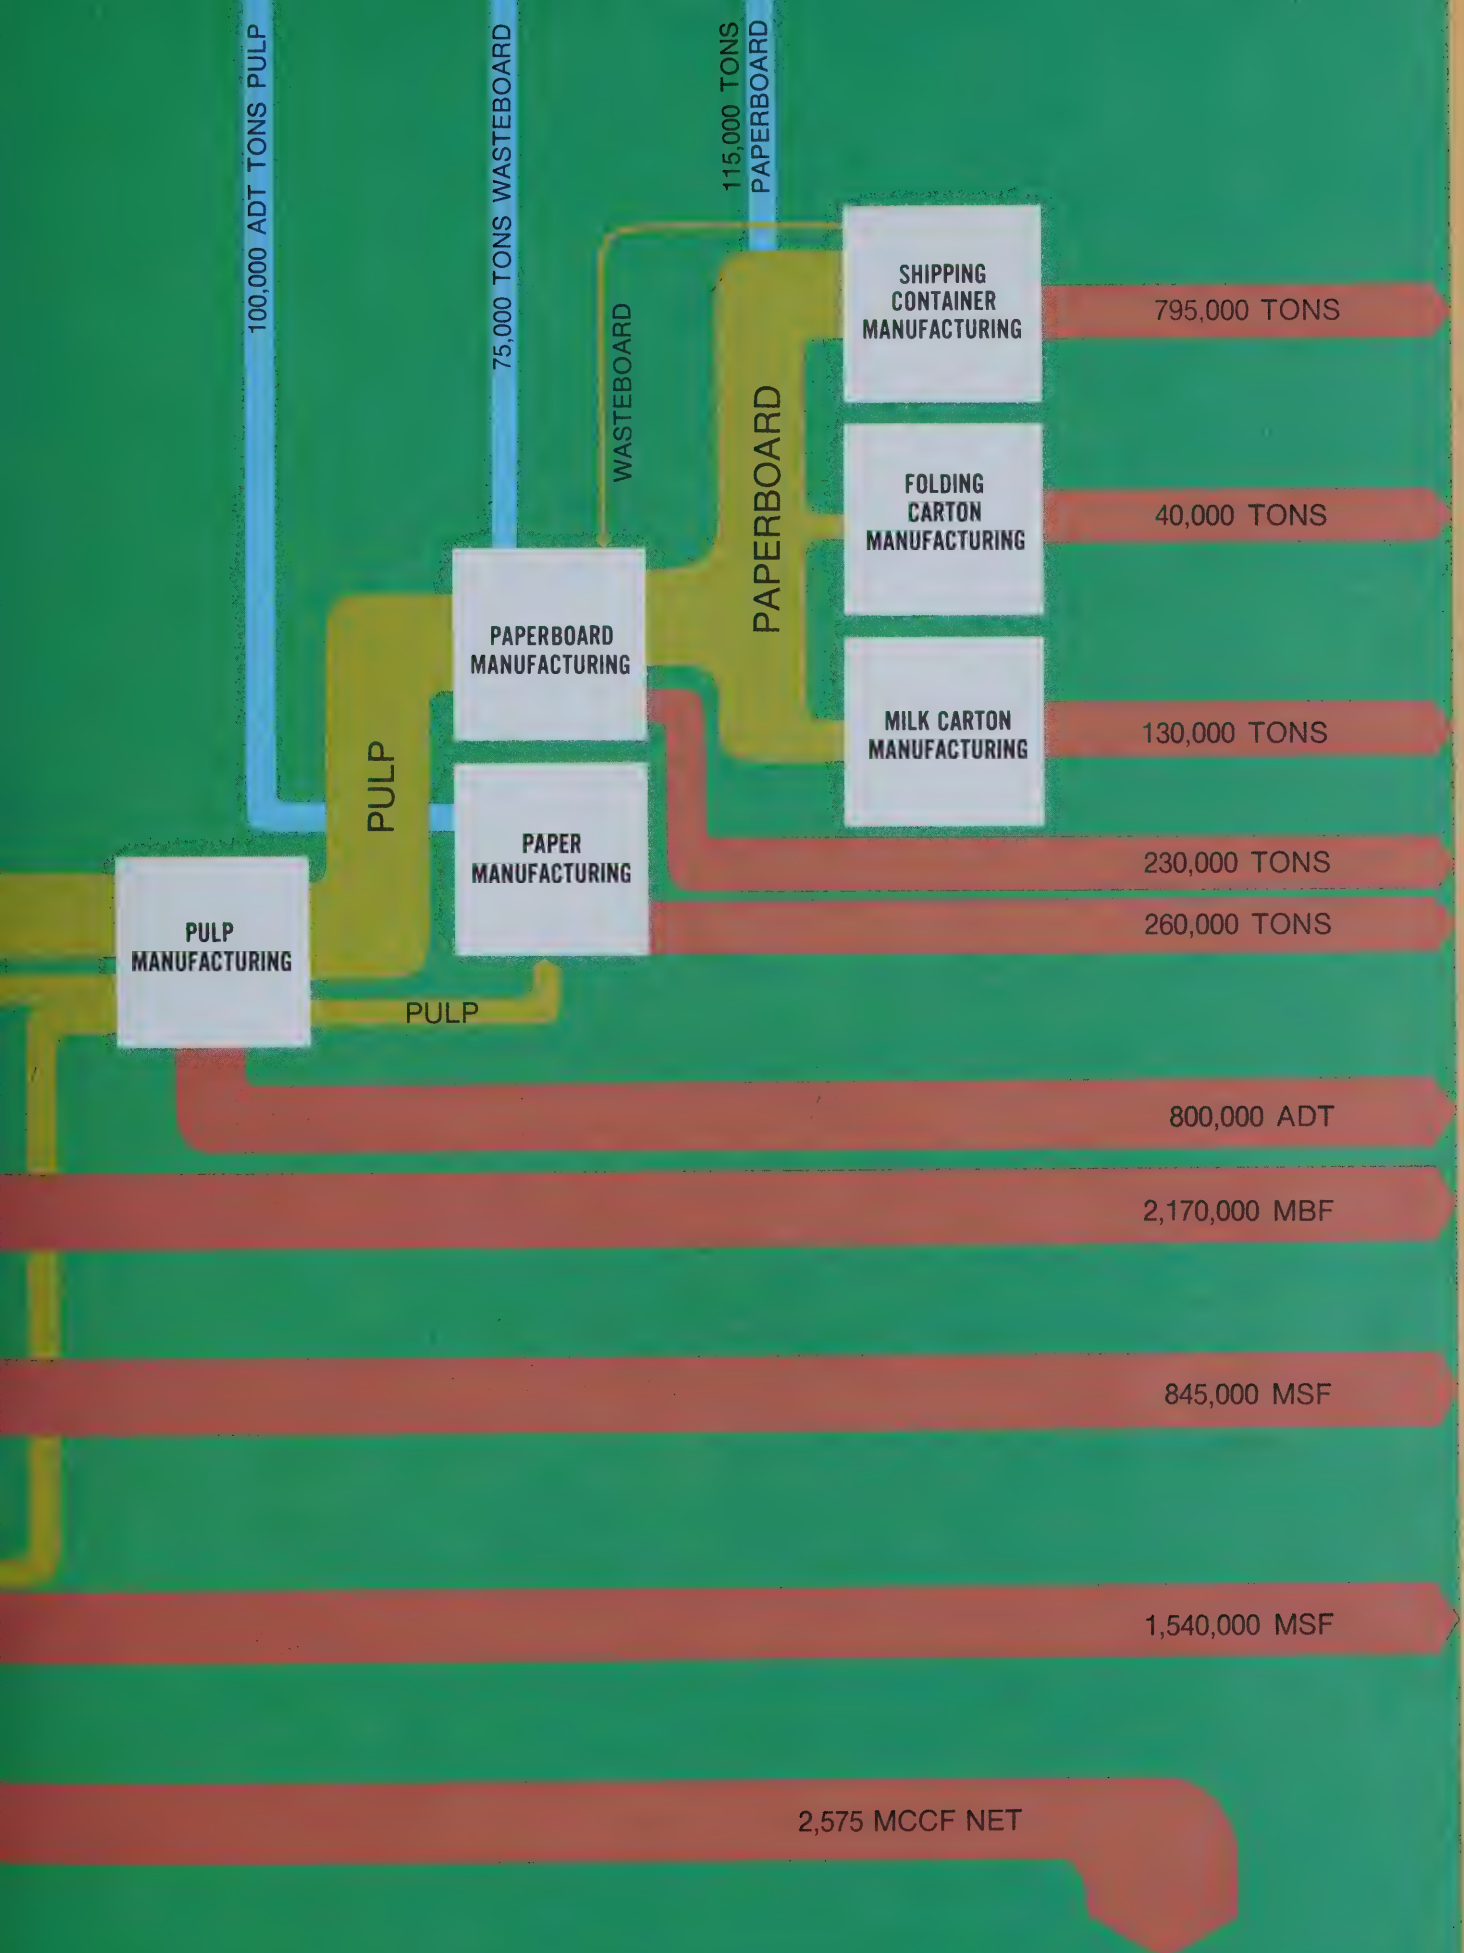 100,000 ADT TONS PULP
75,000 TONS WASTEBOARD
115,000 TONS
PAPERBOARD
SHIPPING
CONTAINER
MANUFACTURING
795,000 TONS
WASTEBOARD
PAPERBOARD
FOLDING
CARTON
MANUFACTURING
40,000 TONS
PAPERBOARD
MANUFACTURING
MILK CARTON
MANUFACTURING
130,000 TONS
PULP
PAPER
MANUFACTURING
230,000 TONS
260,000 TONS
PULP
MANUFACTURING
PULP
800,000 ADT
2,170,000 MBF
845,000 MSF
1,540,000 MSF
2,575 MCCF NET